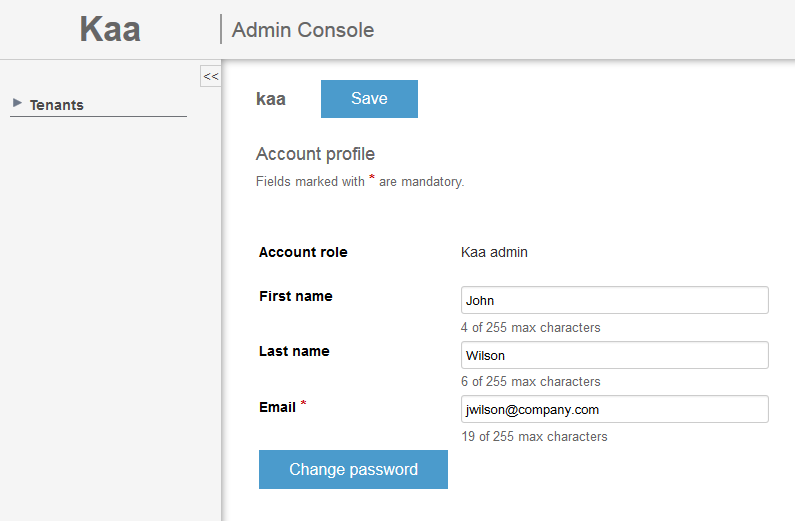 Kaa
Admin Console
<<
Tenants
kaa
Save
Account profile
Fields marked with * are mandatory.
Account role
Kaa admin
First name
John
4 of 255 max characters
Last name
Wilson
6 of 255 max characters
Email *
jwilson@company.com
19 of 255 max characters
Change password